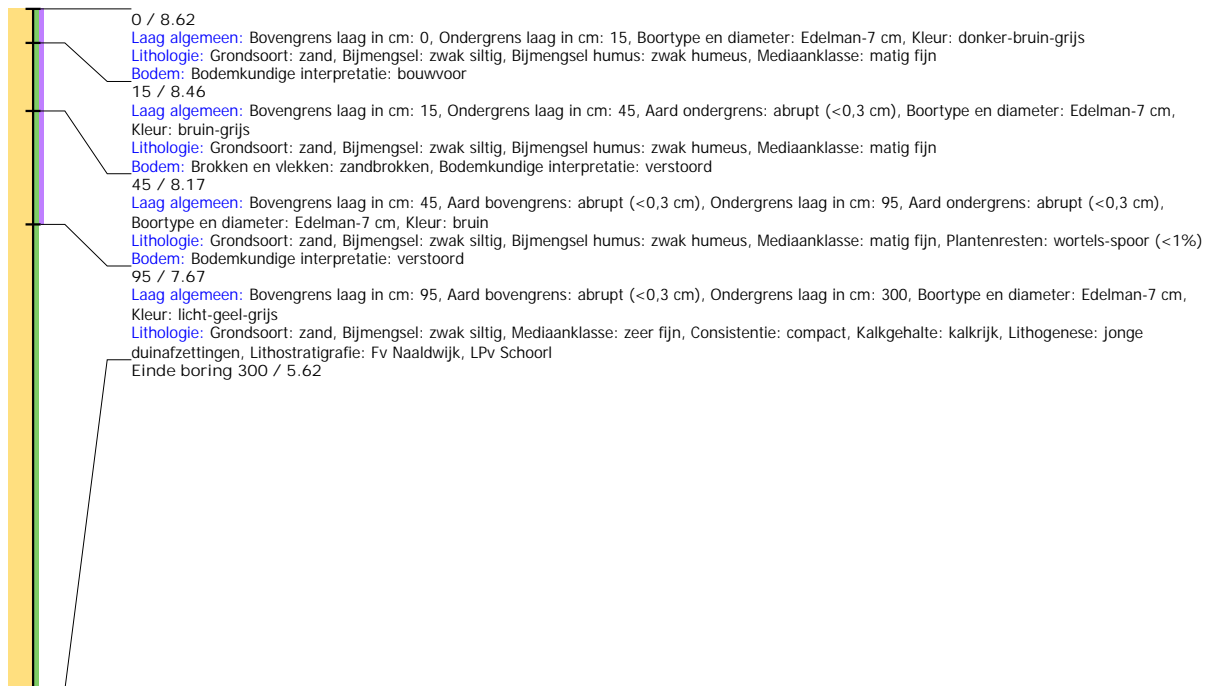 0 / 8.62
Laag algemeen: Bovengrens laag in cm: 0, Ondergrens laag in cm: 15, Boortype en diameter: Edelman-7 cm, Kleur: donker-bruin-grijs
Lithologie: Grondsoort: zand, Bijmengsel: zwak siltig, Bijmengsel humus: zwak humeus, Mediaanklasse: matig fijn
Bodem: Bodemkundige interpretatie: bouwvoor
15 / 8.46
Laag algemeen: Bovengrens laag in cm: 15, Ondergrens laag in cm: 45, Aard ondergrens: abrupt (<0,3 cm), Boortype en diameter: Edelman-7 cm,
Kleur: bruin-grijs
Lithologie: Grondsoort: zand, Bijmengsel: zwak siltig, Bijmengsel humus: zwak humeus, Mediaanklasse: matig fijn
Bodem: Brokken en vlekken: zandbrokken, Bodemkundige interpretatie: verstoord
45 / 8.17
Laag algemeen: Bovengrens laag in cm: 45, Aard bovengrens: abrupt (<0,3 cm), Ondergrens laag in cm: 95, Aard ondergrens: abrupt (<0,3 cm),
Boortype en diameter: Edelman-7 cm, Kleur: bruin
Lithologie: Grondsoort: zand, Bijmengsel: zwak siltig, Bijmengsel humus: zwak humeus, Mediaanklasse: matig fijn, Plantenresten: wortels-spoor (<1%)
Bodem: Bodemkundige interpretatie: verstoord
95 / 7.67
Laag algemeen: Bovengrens laag in cm: 95, Aard bovengrens: abrupt (<0,3 cm), Ondergrens laag in cm: 300, Boortype en diameter: Edelman-7 cm,
Kleur: licht-geel-grijs
Lithologie: Grondsoort: zand, Bijmengsel: zwak siltig, Mediaanklasse: zeer fijn, Consistentie: compact, Kalkgehalte: kalkrijk, Lithogenese: jonge
duinafzettingen, Lithostratigrafie: Fv Naaldwijk, LPv Schoorl
Einde boring 300 / 5.62